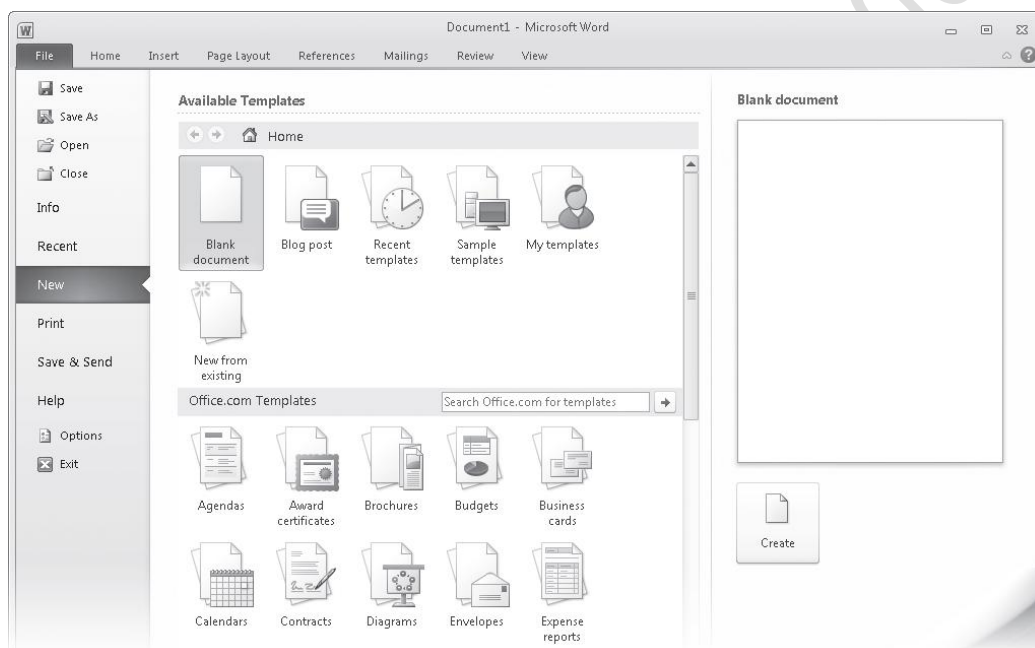 Document1 - Microsoft Word
File Home Insert Page Layout References Mailings Review View
Save
Save As
Open
Close
Info
Recent
New
Print
Save & Send
Help
Options
Exit
Available Templates
Home
Blank document
Blog post
Recent templates
Sample templates
My templates
New from existing
Office.com Templates
Search Office.com for templates
Agendas
Award certificates
Brochures
Budgets
Business cards
Calendars
Contracts
Diagrams
Envelopes
Expense reports
Blank document
Create